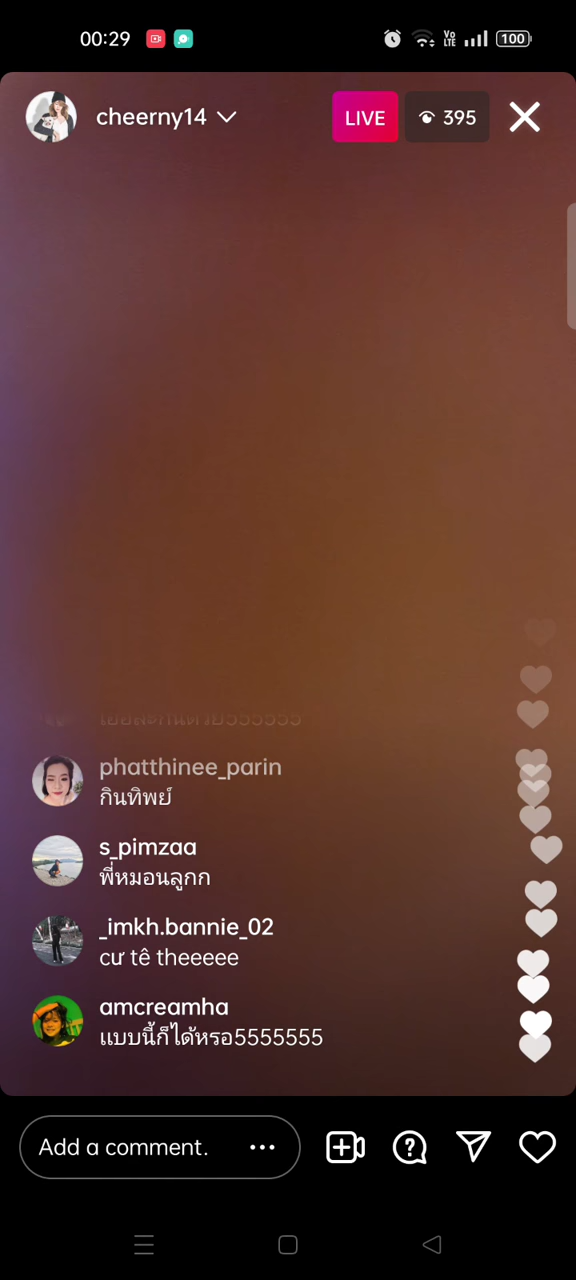 00:29
Vo
LTE
100
cheerny14
LIVE
395
phatthinee_parin
กินทิพย์
s_pimzaa
พี่หมอนลูกก
_imkh.bannie_02
cư tê theeeee
amcreamha
แบบนี้ก็ได้หรอ5555555
Add a comment.